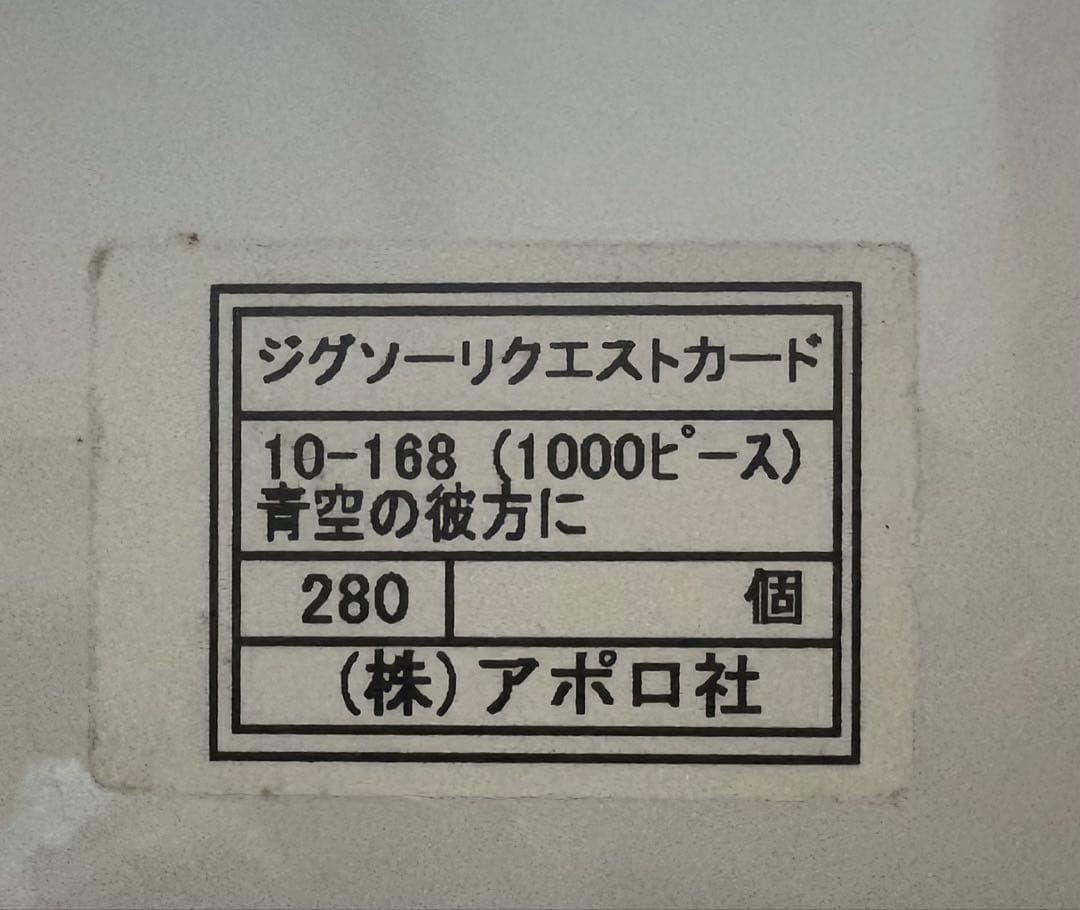 ジグソーリクエストカード
10-168 (1000ﾋﾟｰｽ)
青空の彼方に
280 個
(株)アポロ社